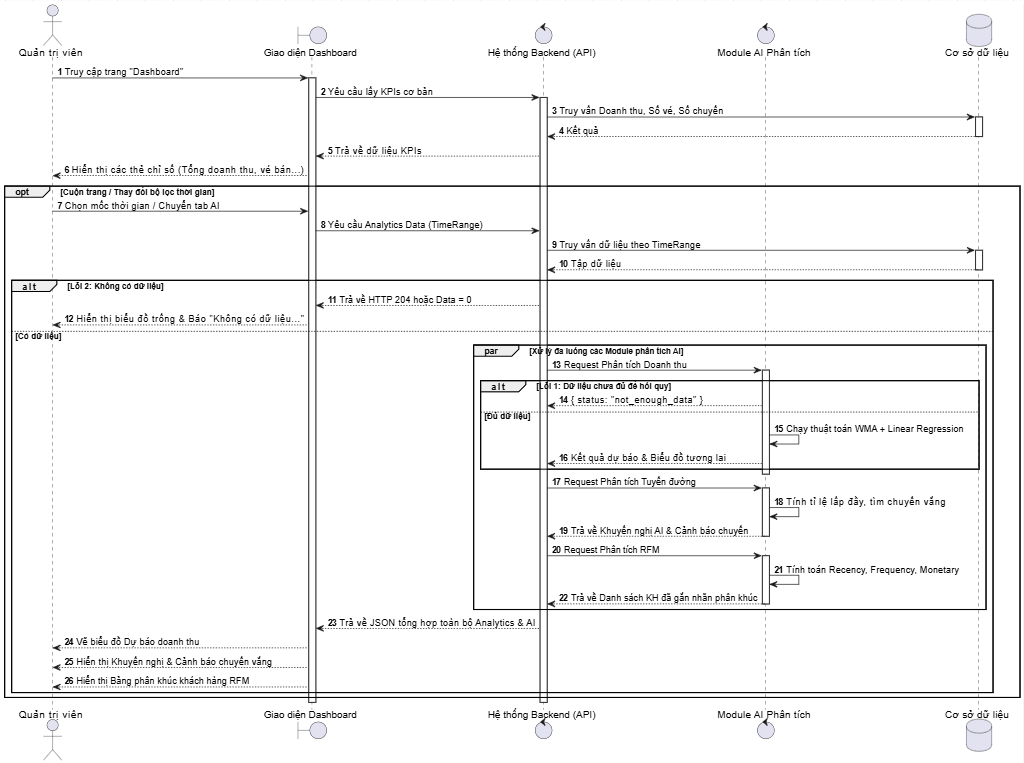 Quản trị viên
Giao diện Dashboard
Hệ thống Backend (API)
Module AI Phân tích
Cơ sở dữ liệu
1 Truy cập trang "Dashboard"
2 Yêu cầu lấy KPIs cơ bản
3 Truy vấn Doanh thu, Số vé, Số chuyến
4 Kết quả
5 Trả về dữ liệu KPIs
6 Hiển thị các thẻ chỉ số (Tổng doanh thu, vé bán...)
opt [Cuộn trang / Thay đổi bộ lọc thời gian]
7 Chọn mốc thời gian / Chuyển tab AI
8 Yêu cầu Analytics Data (TimeRange)
9 Truy vấn dữ liệu theo TimeRange
10 Tập dữ liệu
alt [Lỗi 2: Không có dữ liệu]
11 Trả về HTTP 204 hoặc Data = 0
12 Hiển thị biểu đồ trống & Báo "Không có dữ liệu..."
[Có dữ liệu]
par [Xử lý đa luồng các Module phân tích AI]
13 Request Phân tích Doanh thu
alt [Lỗi 1: Dữ liệu chưa đủ để hồi quy]
14 { status: "not_enough_data" }
[Đủ dữ liệu]
15 Chạy thuật toán WMA + Linear Regression
16 Kết quả dự báo & Biểu đồ tương lai
17 Request Phân tích Tuyến đường
18 Tính tỉ lệ lấp đầy, tìm chuyến vắng
19 Trả về Khuyến nghị AI & Cảnh báo chuyến
20 Request Phân tích RFM
21 Tính toán Recency, Frequency, Monetary
22 Trả về Danh sách KH đã gắn nhãn phân khúc
23 Trả về JSON tổng hợp toàn bộ Analytics & AI
24 Vẽ biểu đồ Dự báo doanh thu
25 Hiển thị Khuyến nghị & Cảnh báo chuyến vắng
26 Hiển thị Bảng phân khúc khách hàng RFM
Quản trị viên
Giao diện Dashboard
Hệ thống Backend (API)
Module AI Phân tích
Cơ sở dữ liệu